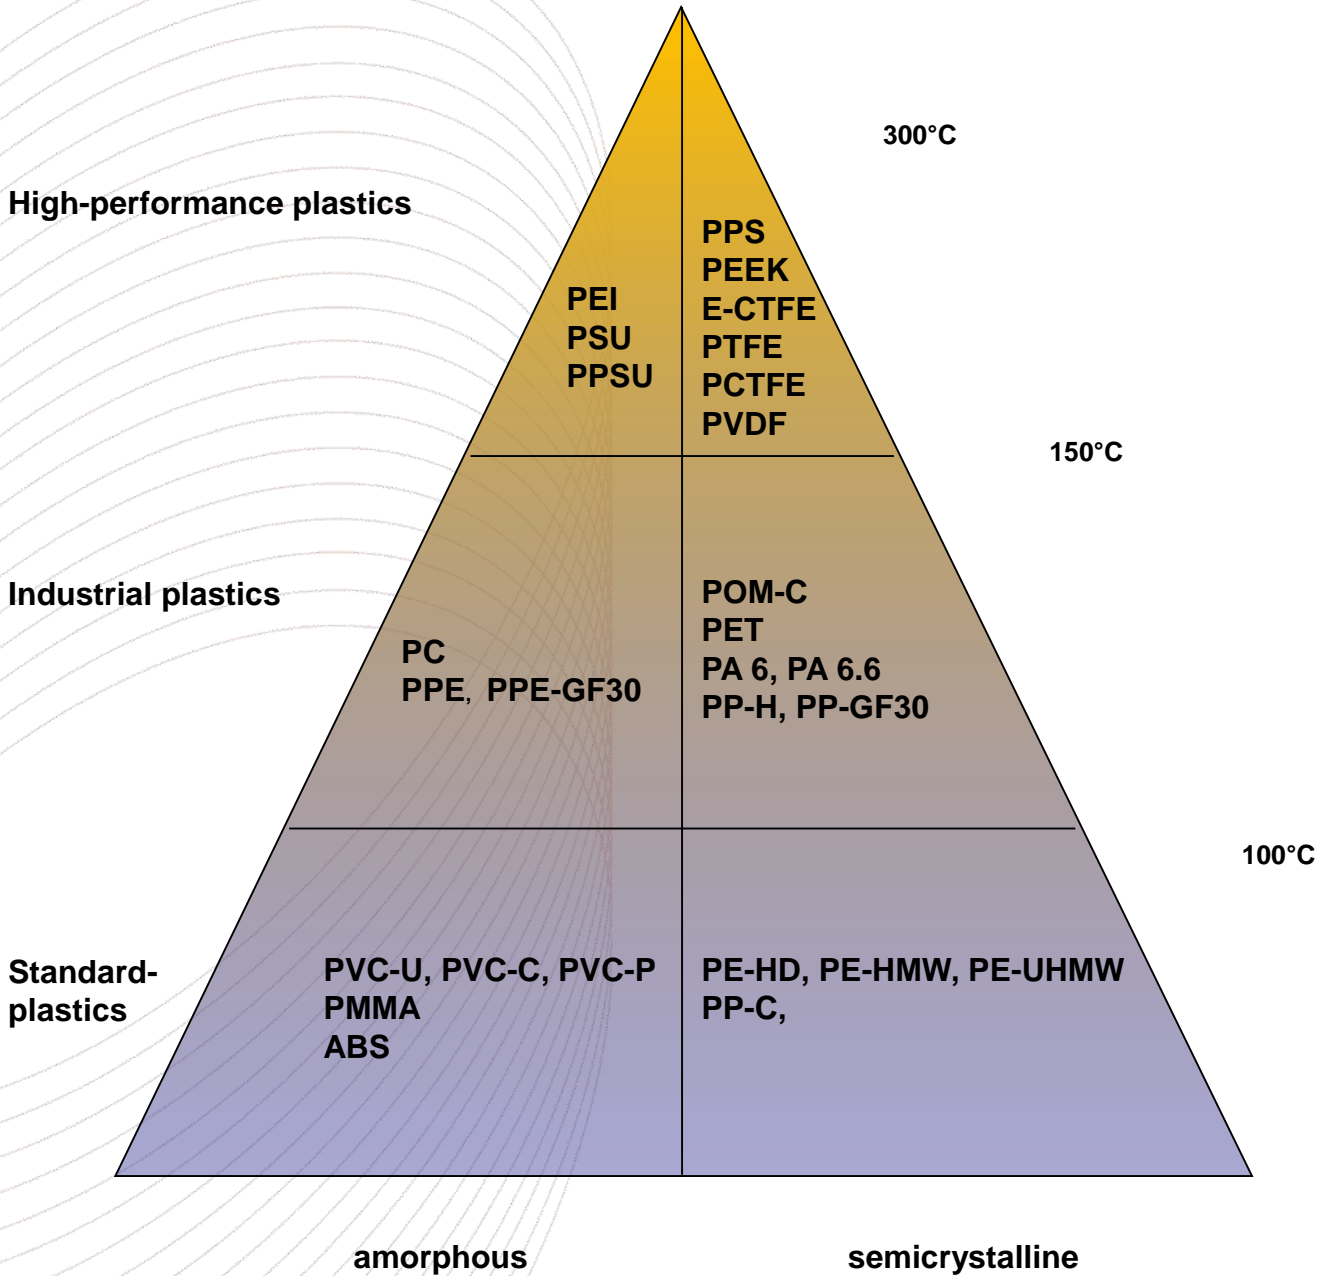 300°C
High-performance plastics
PEI
PSU
PPSU
PPS
PEEK
E-CTFE
PTFE
PCTFE
PVDF
150°C
Industrial plastics
PC
PPE, PPE-GF30
POM-C
PET
PA 6, PA 6.6
PP-H, PP-GF30
100°C
Standard-
plastics
PVC-U, PVC-C, PVC-P
PMMA
ABS
PE-HD, PE-HMW, PE-UHMW
PP-C,
amorphous
semicrystalline